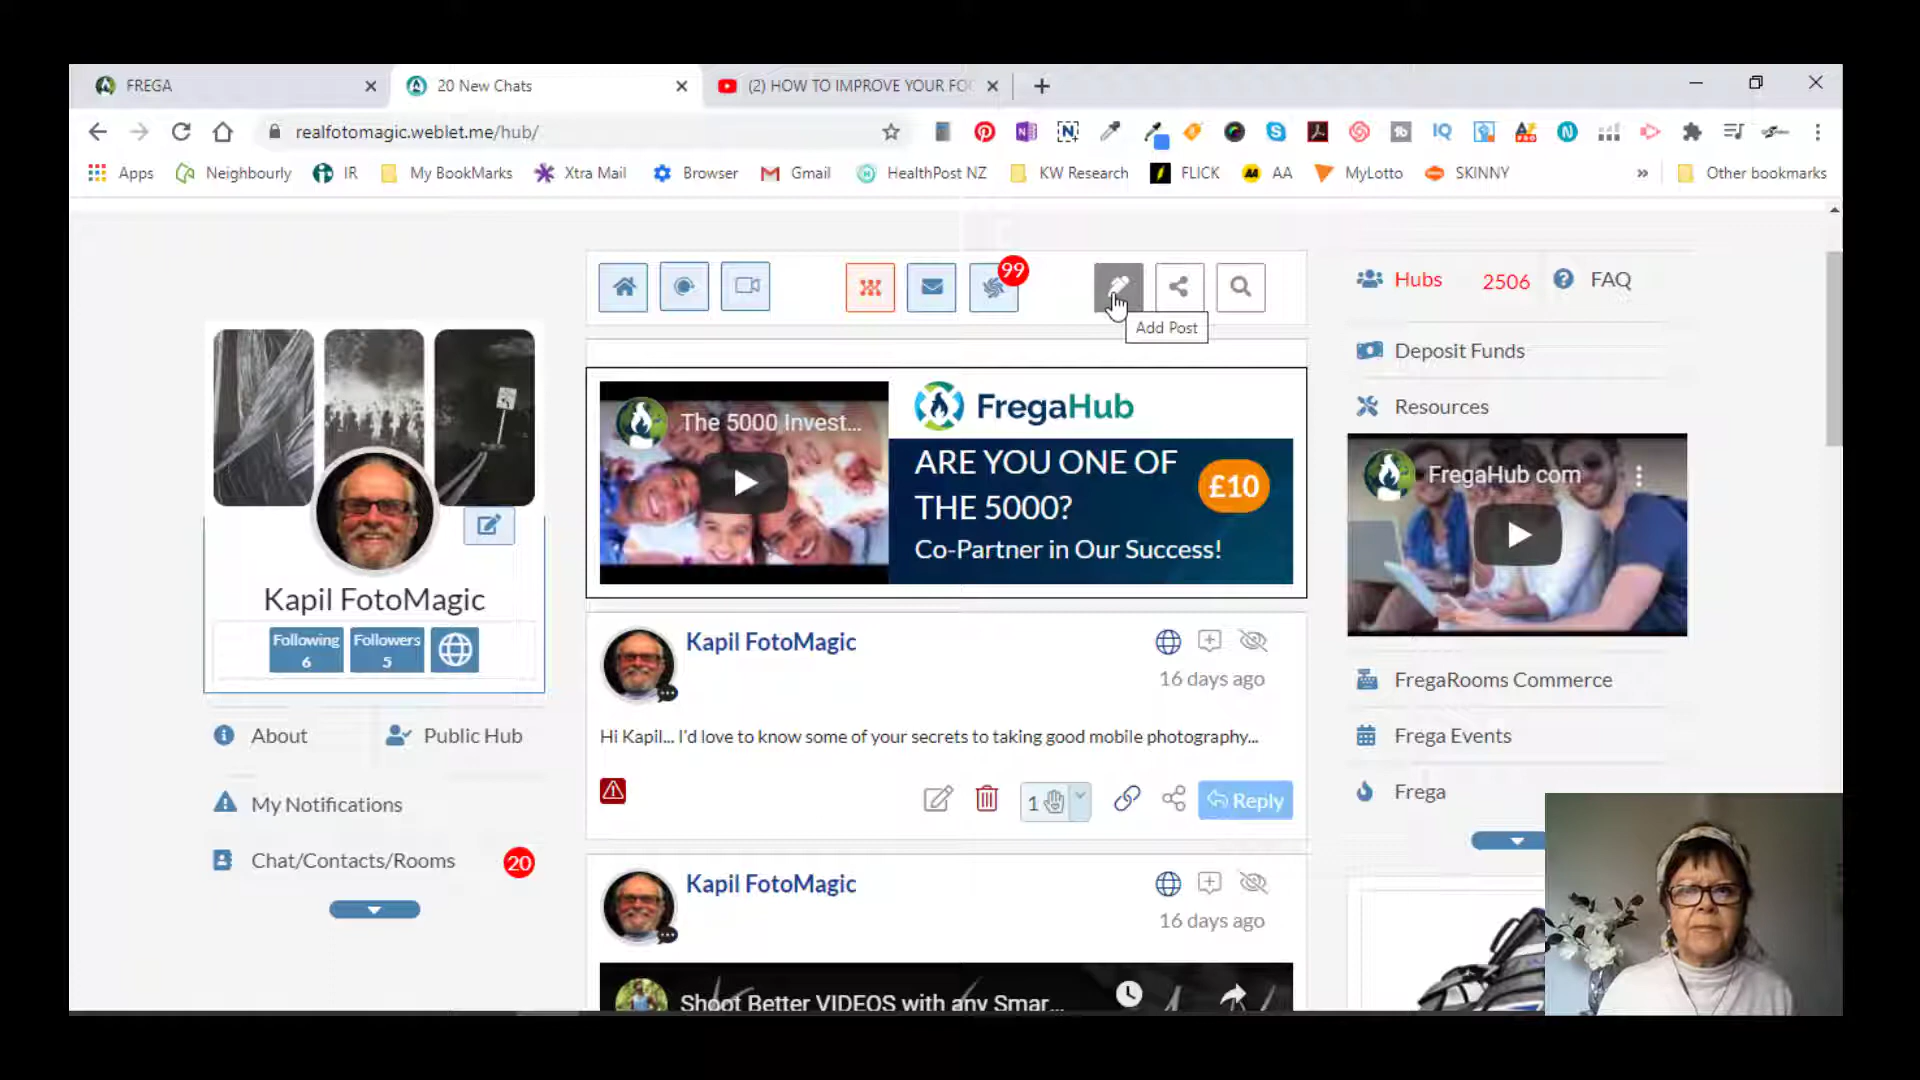 FREGA
20 New Chats
(2) HOW TO IMPROVE YOUR FO
realfotomagic.weblet.me/hub/
Apps
Neighbourly
IR
My BookMarks
Xtra Mail
Browser
Gmail
HealthPost NZ
KW Research
FLICK
AA
MyLotto
SKINNY
»
Other bookmarks
99
Add Post
Hubs 2506
FAQ
Deposit Funds
Resources
FregaHub com
FregaRooms Commerce
Frega Events
Frega
The 5000 Invest...
FregaHub
ARE YOU ONE OF
THE 5000?
£10
Co-Partner in Our Success!
Kapil FotoMagic
Following
6
Followers
5
About
Public Hub
My Notifications
Chat/Contacts/Rooms
20
Kapil FotoMagic
16 days ago
Hi Kapil... I'd love to know some of your secrets to taking good mobile photography...
1
Reply
Kapil FotoMagic
16 days ago
Shoot Better VIDEOS with any Smar...